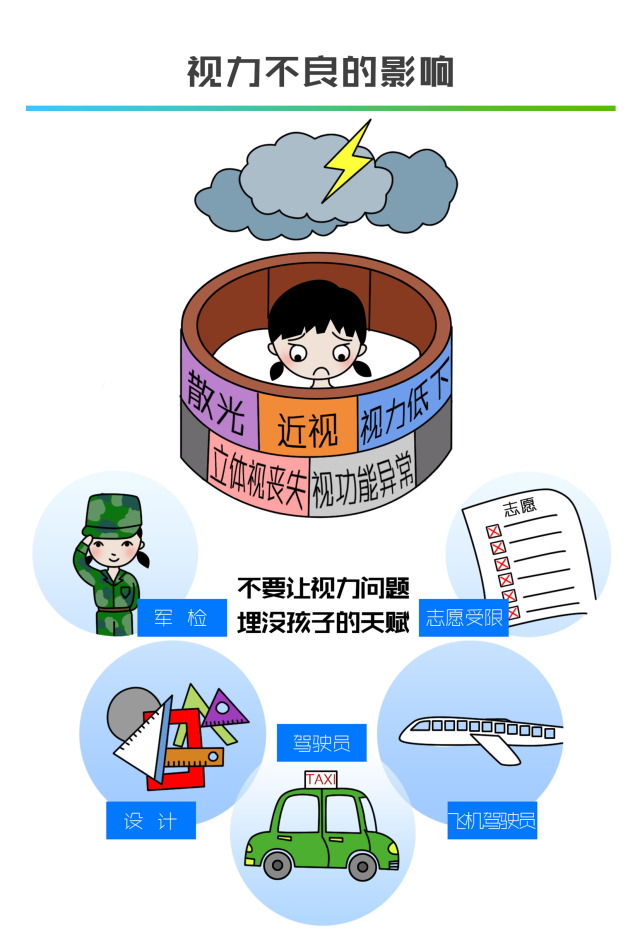 视力不良的影响
散光
近视
视力低下
立体视丧失
视功能异常
志愿
不要让视力问题
埋没孩子的天赋
军 检
志愿受限
驾驶员
TAXI
设 计
飞机驾驶员